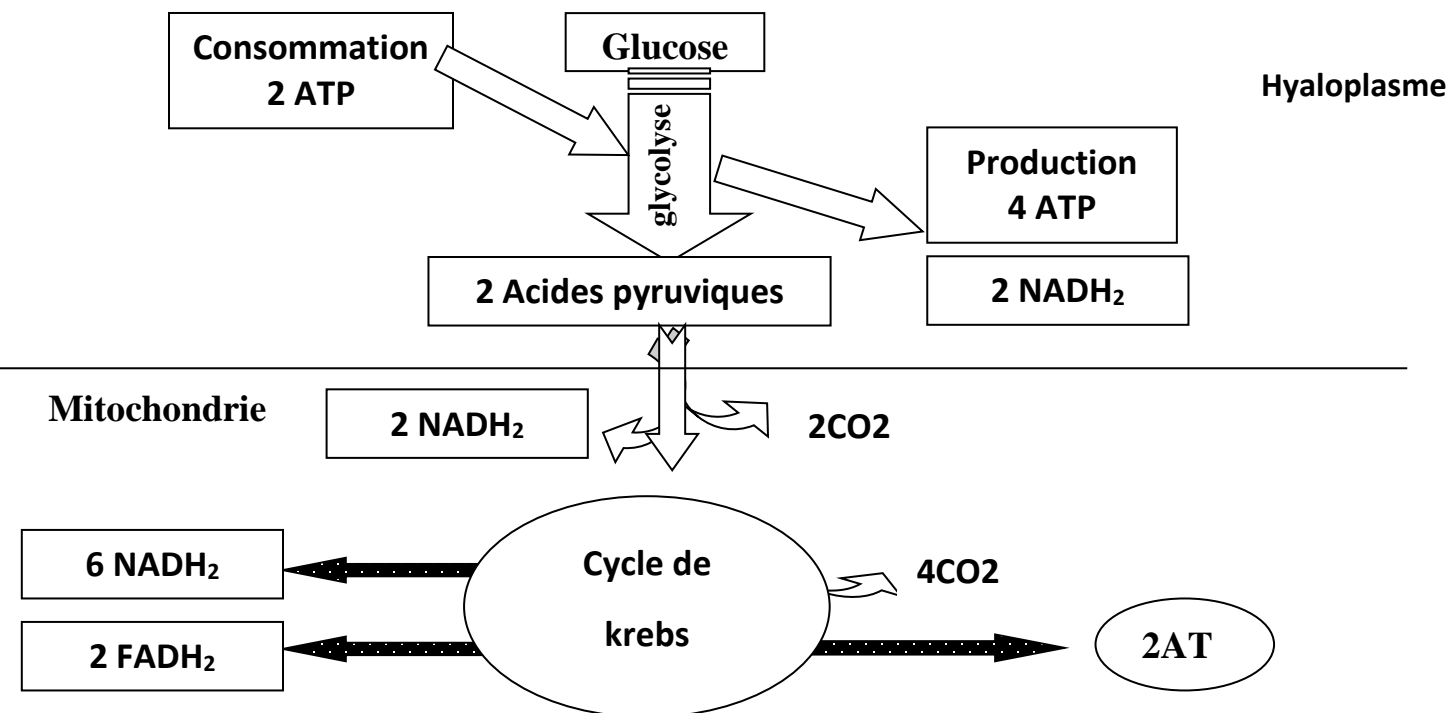 Consommation
2 ATP
Glucose
Hyaloplasme
glycolyse
Production
4 ATP
2 Acides pyruviques
2 NADH₂
Mitochondrie
2 NADH₂
2CO2
6 NADH₂
Cycle de
krebs
4CO2
2 FADH₂
2AT